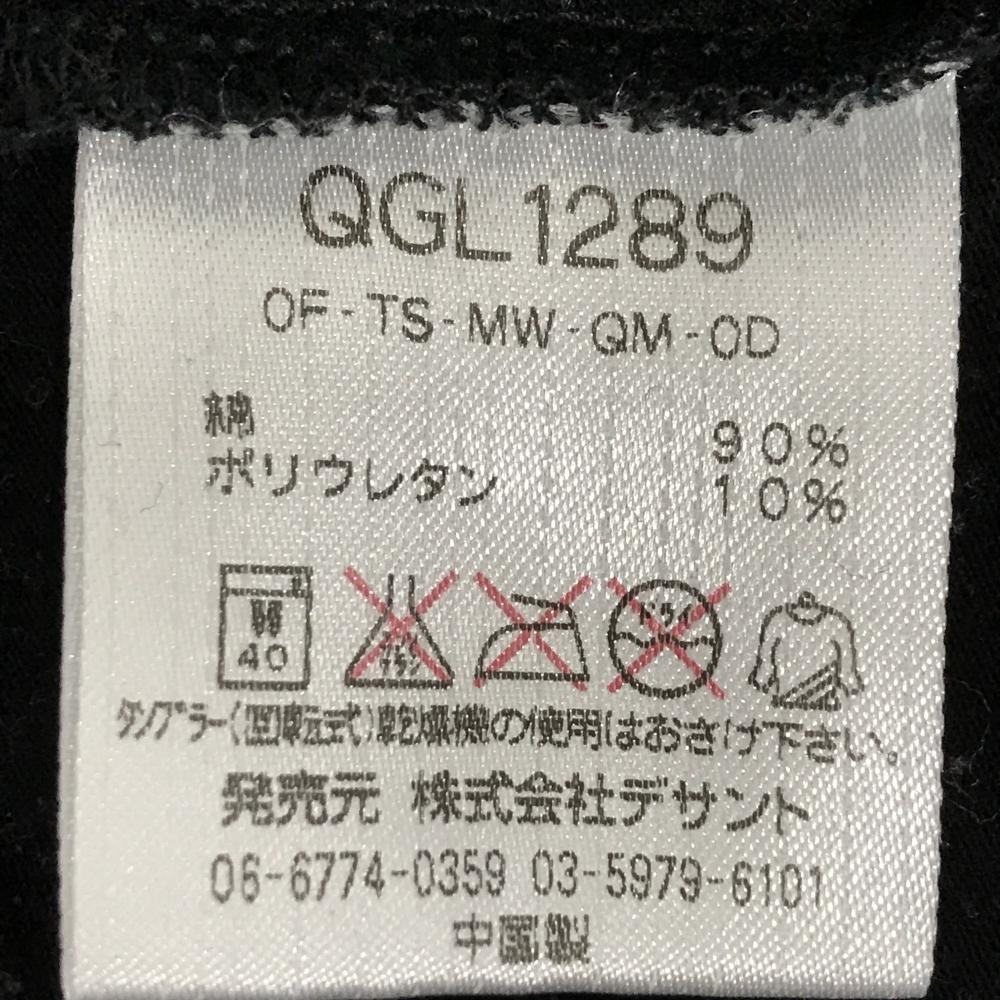 QGL1289
OF-TS-MW-QM-OD
綿 90%
ポリウレタン 10%
40 ドライ
タンブラー(回転式)乾燥機の使用はおさけ下さい。
発売元 株式会社デサント
06-6774-0359 03-5979-6101
中国製